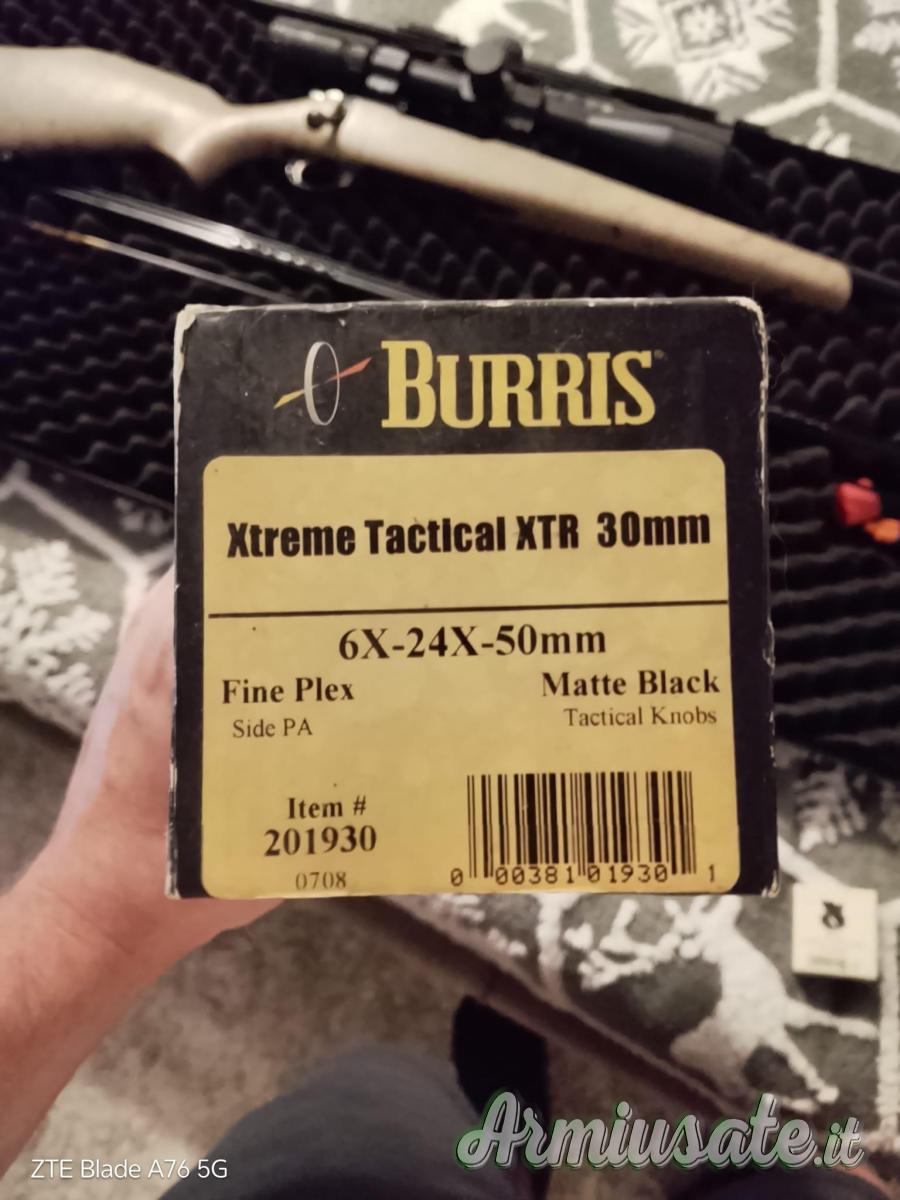 BURRIS
Xtreme Tactical XTR 30mm
6X-24X-50mm
Fine Plex Matte Black
Side PA Tactical Knobs
Item #
201930
0708
0 00381 01930 1
Armiusate.it
ZTE Blade A76 5G